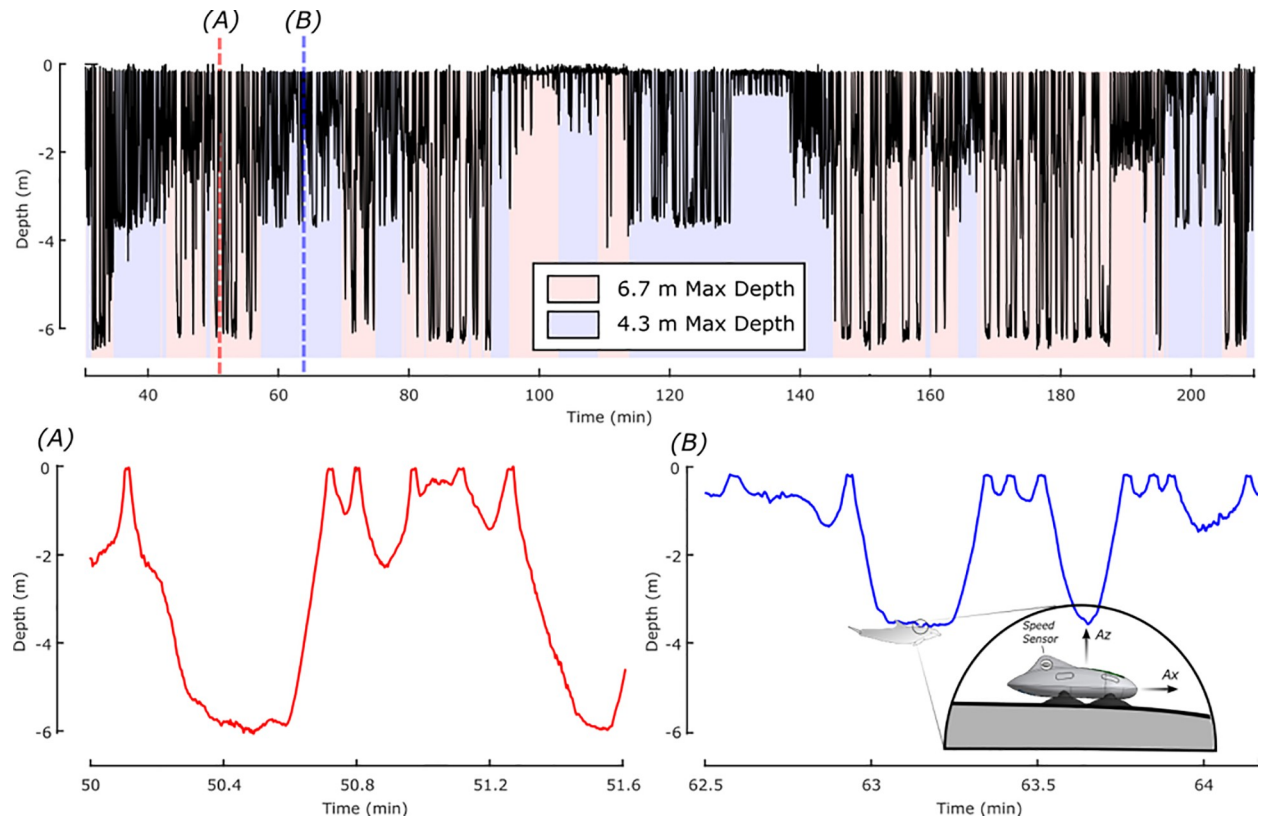 (A) (B)
0
-2
-4
-6
Depth (m)
6.7 m Max Depth
4.3 m Max Depth
40 60 80 100 120 140 160 180 200
Time (min)
(A)
0
-2
-4
-6
Depth (m)
50 50.4 50.8 51.2 51.6
Time (min)
(B)
0
-2
-4
-6
Depth (m)
Speed
Sensor
Az
Ax
62.5 63 63.5 64
Time (min)